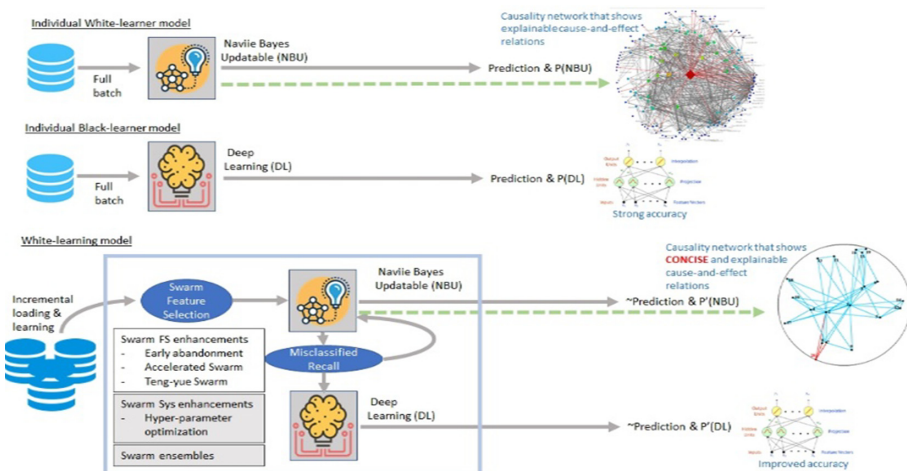 Individual White-learner model
Full
batch
Naviie Bayes
Updatable (NBU)
Prediction & P(NBU)
Causality network that shows
explainable cause-and-effect
relations
Individual Black-learner model
Full
batch
Deep
Learning (DL)
Prediction & P(DL)
Strong accuracy
White-learning model
Incremental
loading &
learning
Swarm
Feature
Selection
Swarm FS enhancements
- Early abandonment
- Accelerated Swarm
- Teng-yue Swarm
Swarm Sys enhancements
- Hyper-parameter
optimization
Swarm ensembles
Naviie Bayes
Updatable (NBU)
Misclassified
Recall
Deep
Learning (DL)
~Prediction & P'(NBU)
Causality network that shows
CONCISE and explainable
cause-and-effect
relations
~Prediction & P'(DL)
Improved accuracy